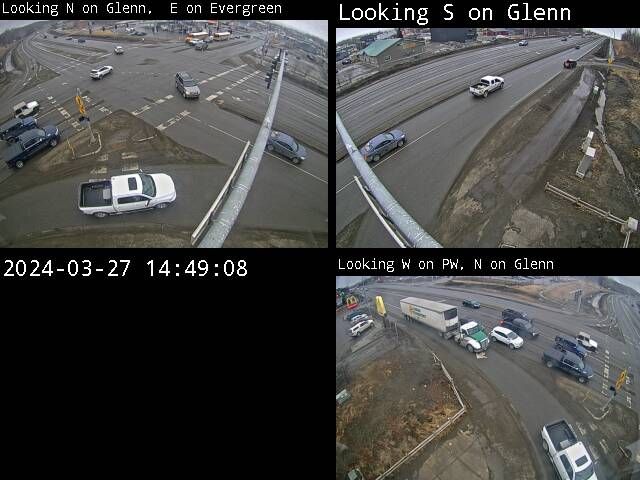 Looking N on Glenn,  E on Evergreen
Looking S on Glenn
2024-03-27 14:49:08
Looking W on PW, N on Glenn